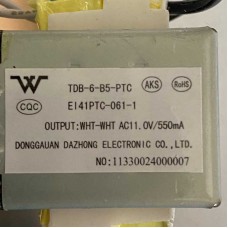 W
TDB-6-B5-PTC
AKS
RoHS
CQC
EI41PTC-061-1
OUTPUT:WHT-WHT AC11.0V/550mA
DONGGAUAN DAZHONG ELECTRONIC CO.,LTD.
NO:11330024000007